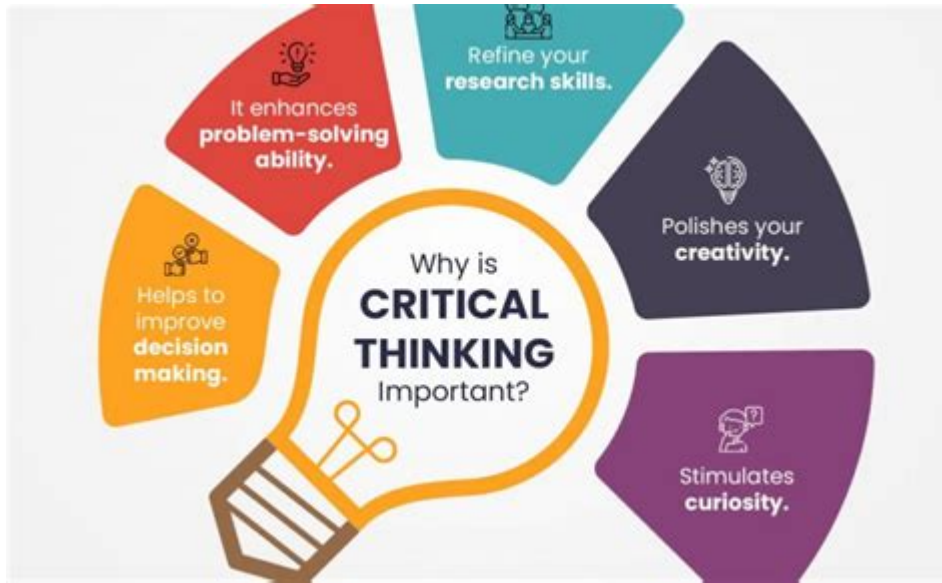 Why is
CRITICAL
THINKING
Important?
Helps to
improve
decision
making.
It enhances
problem-solving
ability.
Refine your
research skills.
Polishes your
creativity.
Stimulates
curiosity.